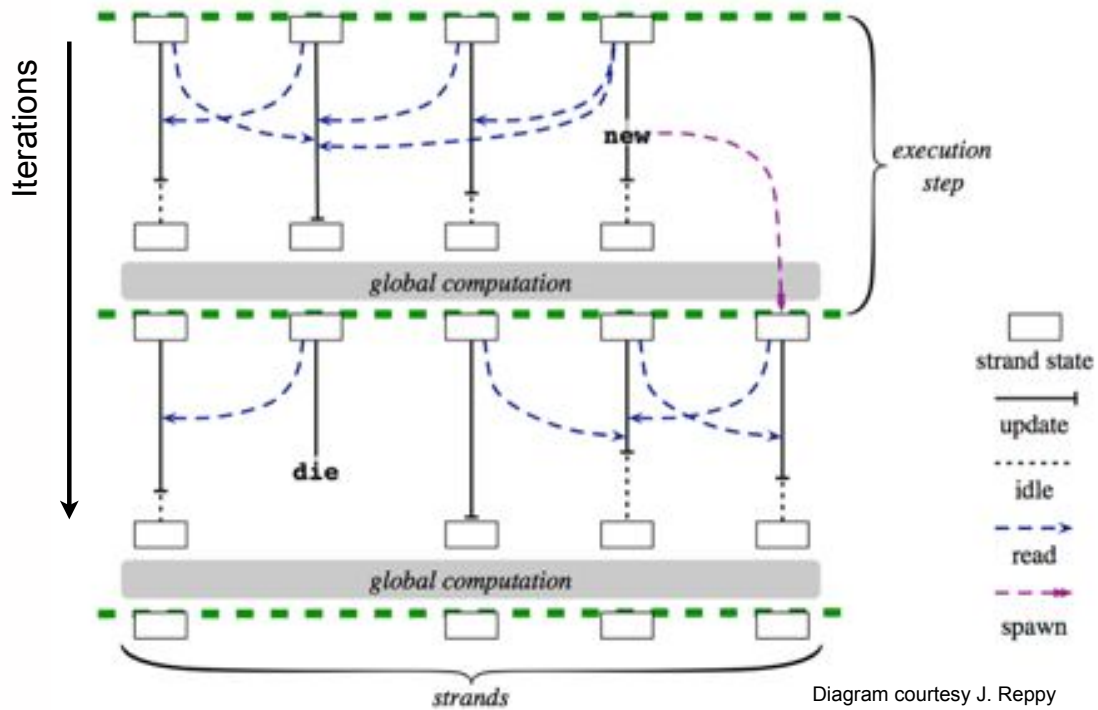 Iterations
new
execution
step
global computation
die
strand state
update
idle
read
global computation
spawn
strands
Diagram courtesy J. Reppy